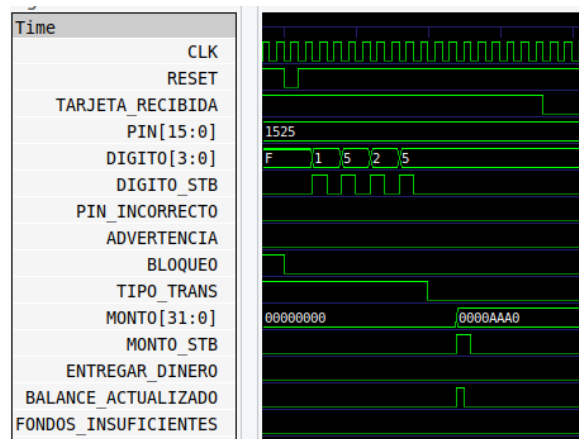 Time
CLK
RESET
TARJETA_RECIBIDA
PIN[15:0] 1525
DIGITO[3:0] F 1 5 2 5
DIGITO_STB
PIN_INCORRECTO
ADVERTENCIA
BLOQUEO
TIPO_TRANS
MONTO[31:0] 00000000 0000AAA0
MONTO_STB
ENTREGAR_DINERO
BALANCE_ACTUALIZADO
FONDOS_INSUFICIENTES